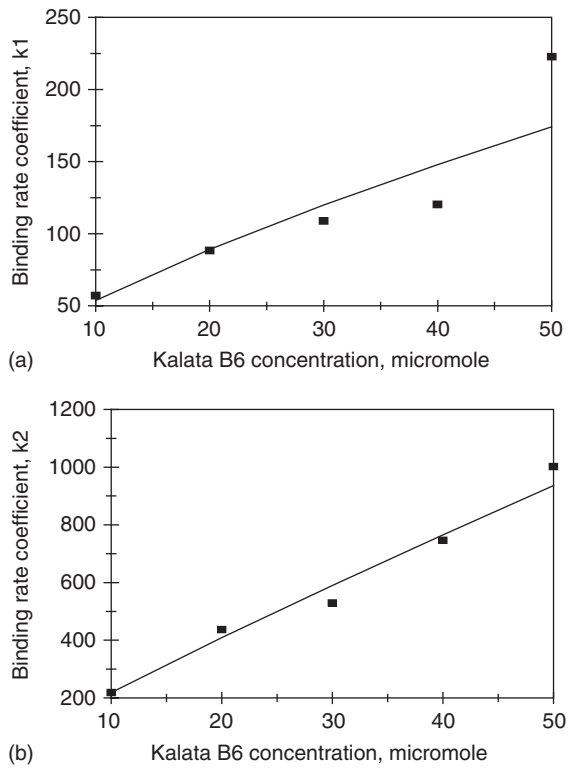 250
200
150
100
50
Binding rate coefficient, k1
10 20 30 40 50
(a) Kalata B6 concentration, micromole
1200
1000
800
600
400
200
Binding rate coefficient, k2
10 20 30 40 50
(b) Kalata B6 concentration, micromole